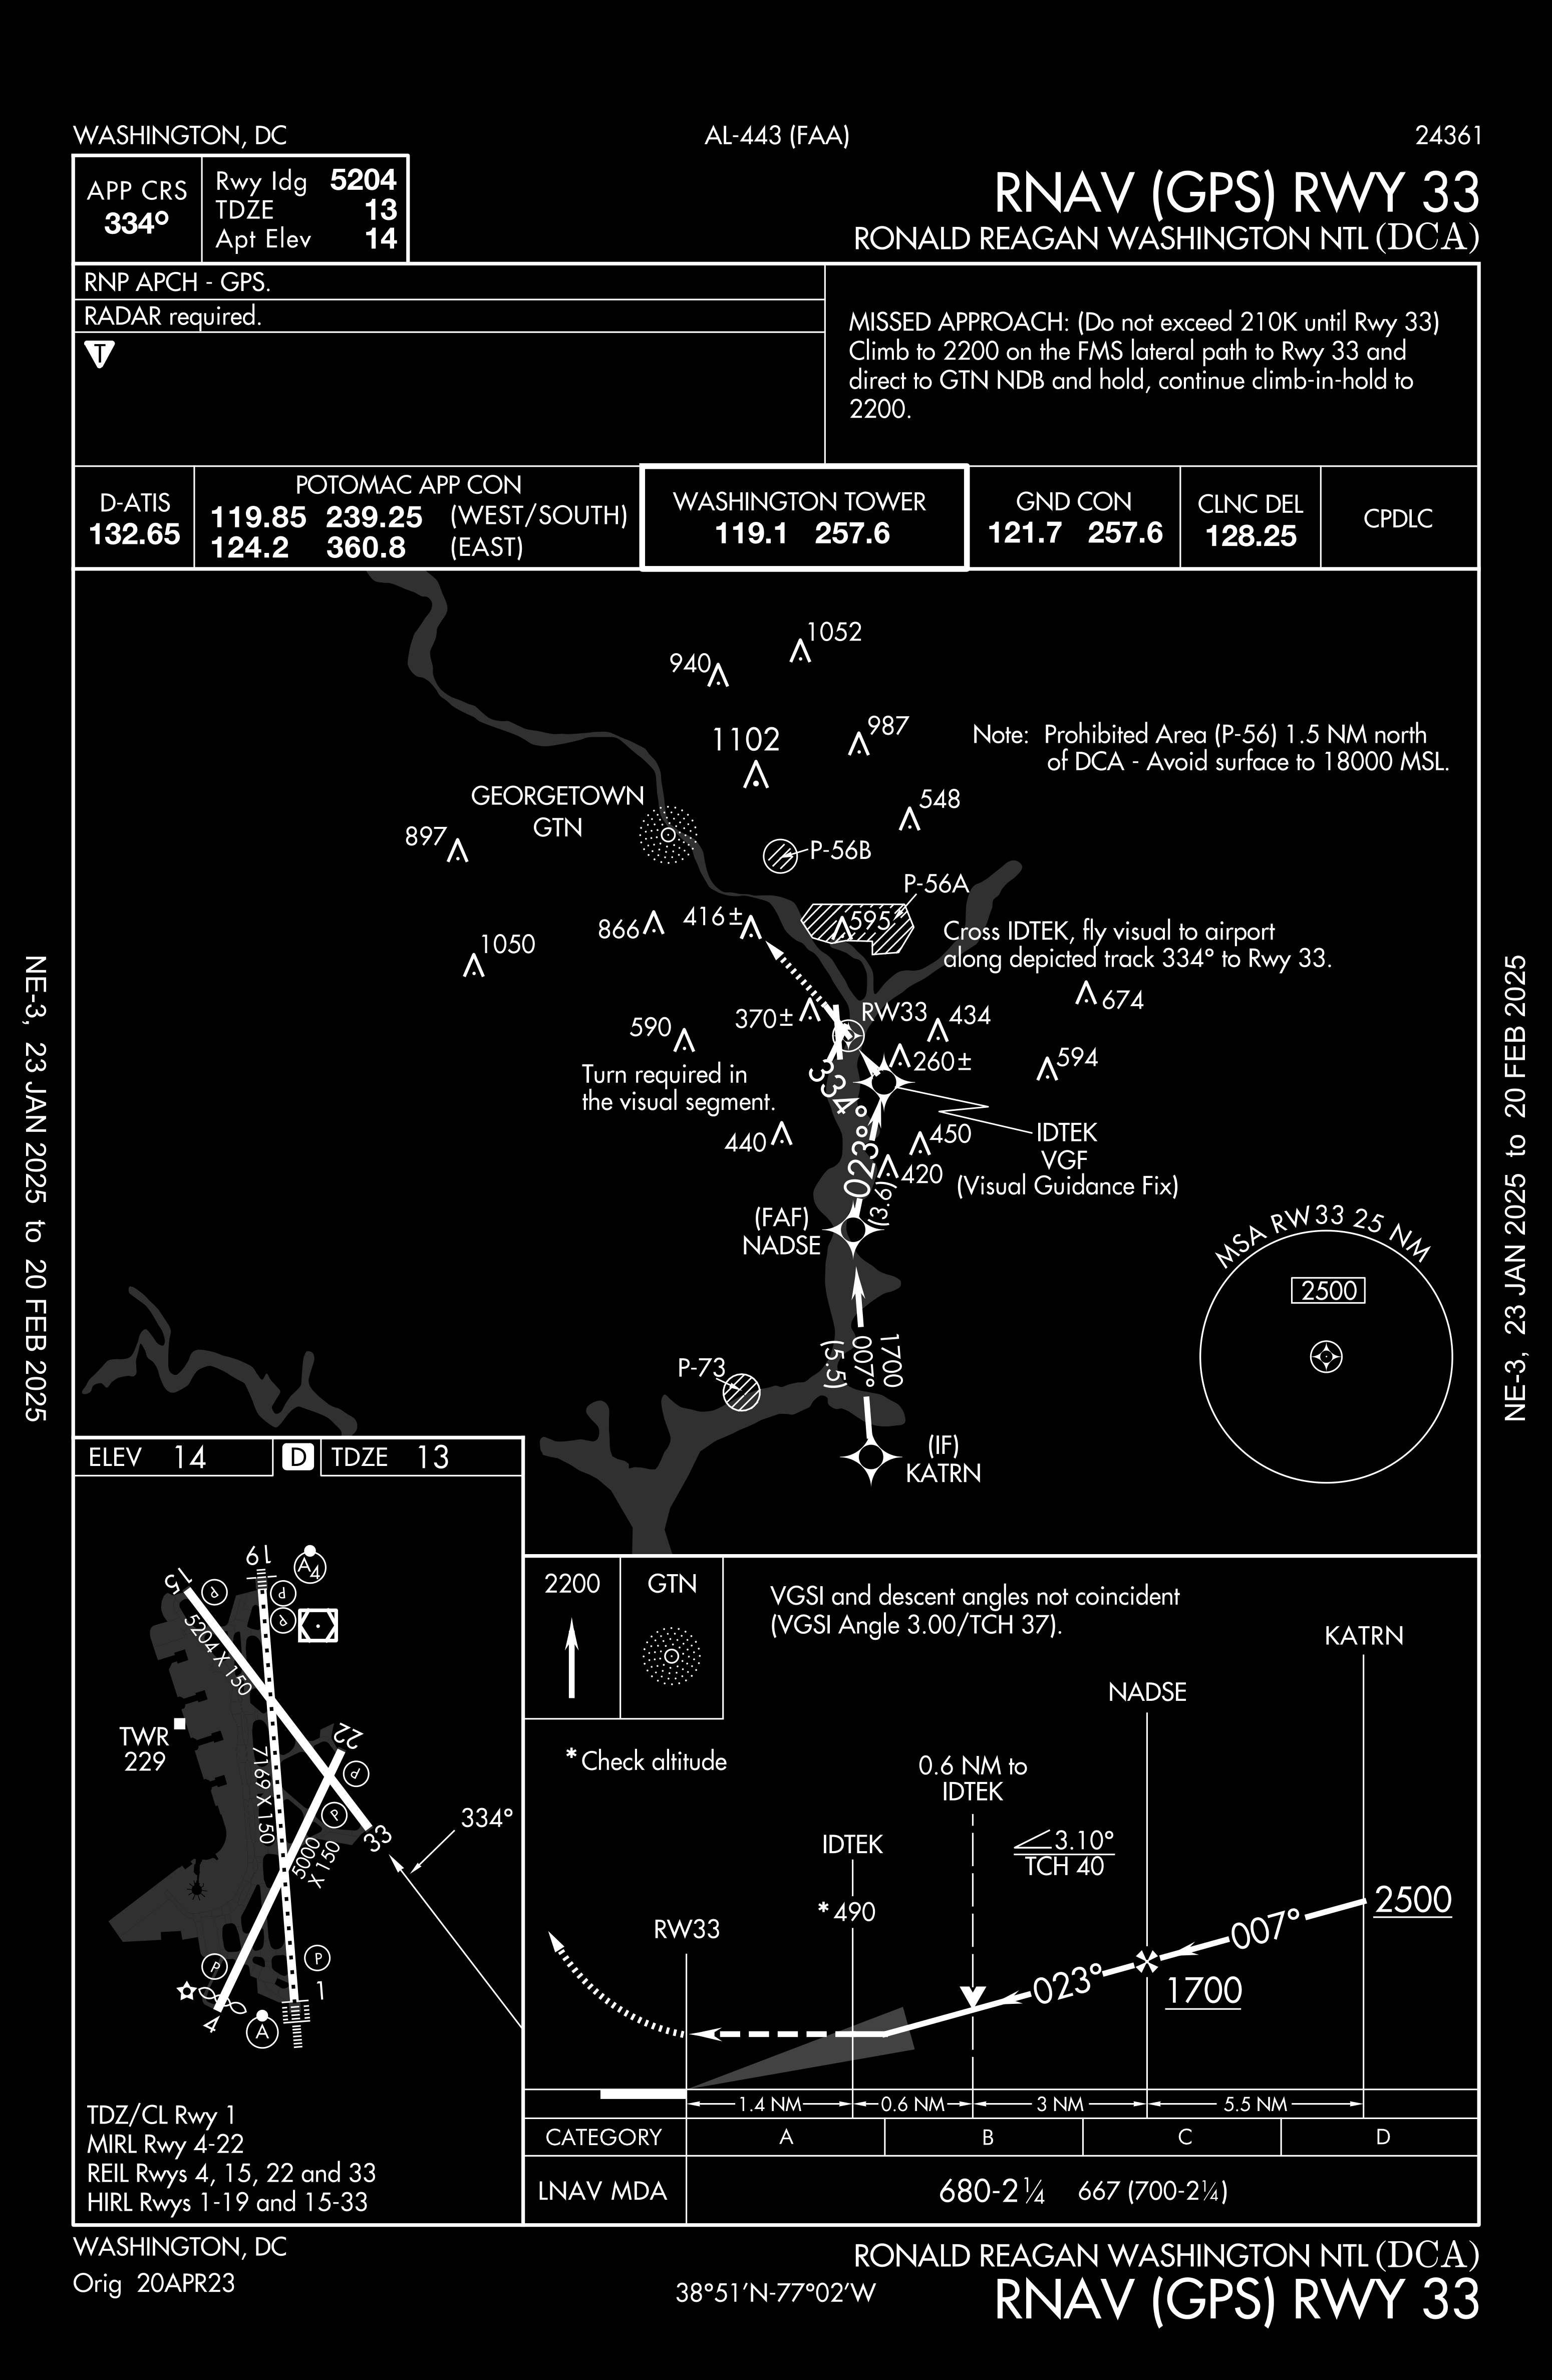 WASHINGTON, DC
AL-443 (FAA)
24361
APP CRS
334°
Rwy Idg 5204
TDZE 13
Apt Elev 14
RNAV (GPS) RWY 33
RONALD REAGAN WASHINGTON NTL (DCA)
RNP APCH - GPS.
RADAR required.
T
MISSED APPROACH: (Do not exceed 210K until Rwy 33)
Climb to 2200 on the FMS lateral path to Rwy 33 and
direct to GTN NDB and hold, continue climb-in-hold to
2200.
D-ATIS
132.65
POTOMAC APP CON
119.85 239.25 (WEST/SOUTH)
124.2 360.8 (EAST)
WASHINGTON TOWER
119.1 257.6
GND CON
121.7 257.6
CLNC DEL
128.25
CPDLC
1052
940
987
1102
Note: Prohibited Area (P-56) 1.5 NM north
of DCA - Avoid surface to 18000 MSL.
GEORGETOWN
GTN
548
897
P-56B
P-56A
866
416±
595
1050
Cross IDTEK, fly visual to airport
along depicted track 334° to Rwy 33.
674
370±
RW33
434
590
260±
594
Turn required in
the visual segment.
334°
440
450
IDTEK
VGF
(Visual Guidance Fix)
023°
420
(3.6)
(FAF)
NADSE
MSA RW33 25 NM
2500
1700
007°
(5.5)
P-73
(IF)
KATRN
NE-3, 23 JAN 2025 to 20 FEB 2025
NE-3, 23 JAN 2025 to 20 FEB 2025
ELEV 14
D
TDZE 13
19
A4
15
P
P
P
5204 X 150
TWR
229
22
P
7169 X 150
P
5000
X 150
33
334°
P
P
1
4
A
TDZ/CL Rwy 1
MIRL Rwy 4-22
REIL Rwys 4, 15, 22 and 33
HIRL Rwys 1-19 and 15-33
2200
GTN
VGSI and descent angles not coincident
(VGSI Angle 3.00/TCH 37).
KATRN
NADSE
*Check altitude
0.6 NM to
IDTEK
IDTEK
3.10°
TCH 40
*490
RW33
2500
007°
023°
1700
1.4 NM
0.6 NM
3 NM
5.5 NM
CATEGORY A B C D
LNAV MDA 680-2¼ 667 (700-2¼)
WASHINGTON, DC
Orig 20APR23
38°51'N-77°02'W
RONALD REAGAN WASHINGTON NTL (DCA)
RNAV (GPS) RWY 33